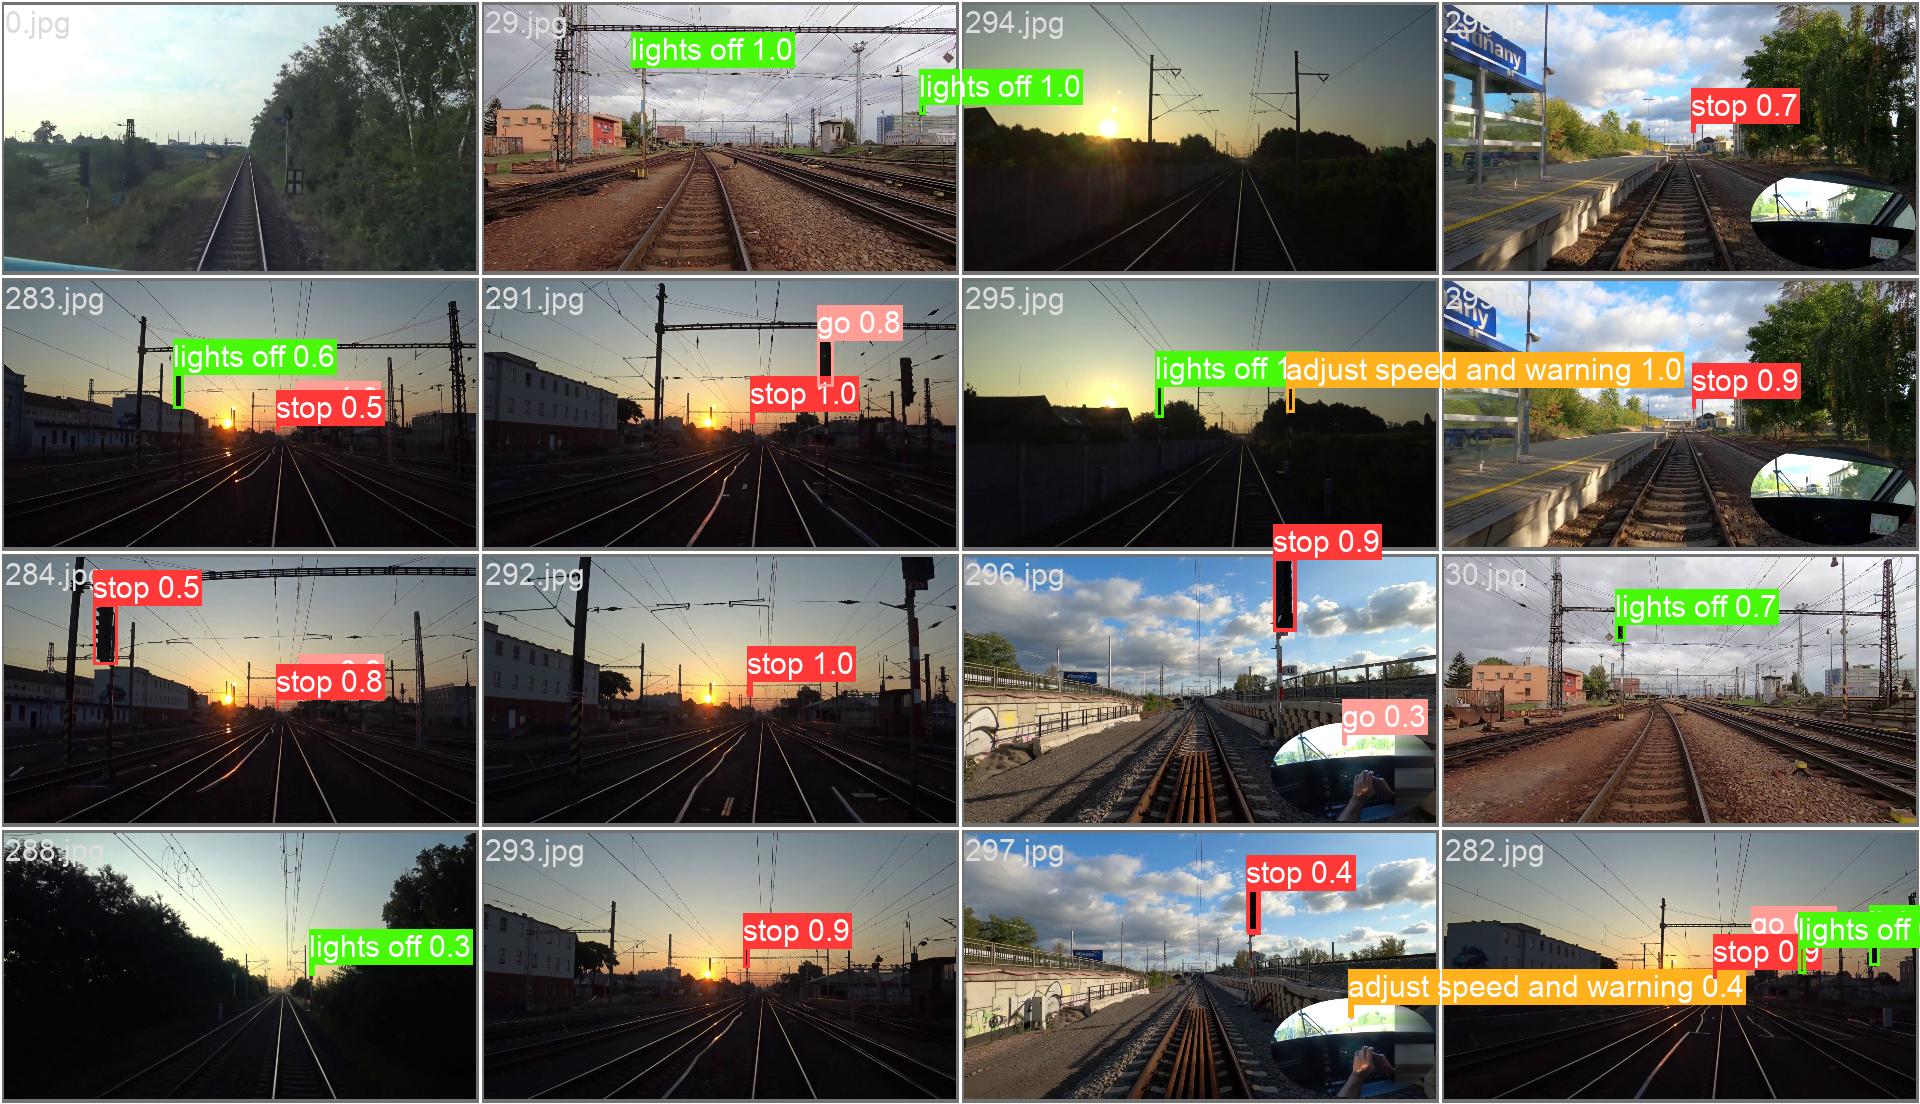 0.jpg
29.jpg
lights off 1.0
lights off 1.0
294.jpg
stop 0.7
283.jpg
lights off 0.6
stop 0.5
291.jpg
go 0.8
stop 1.0
295.jpg
lights off 1
adjust speed and warning 1.0
stop 0.9
284.jpg
stop 0.5
stop 0.8
292.jpg
stop 1.0
296.jpg
stop 0.9
go 0.3
30.jpg
lights off 0.7
288.jpg
lights off 0.3
293.jpg
stop 0.9
297.jpg
stop 0.4
adjust speed and warning 0.4
282.jpg
go
stop 0.9
lights off